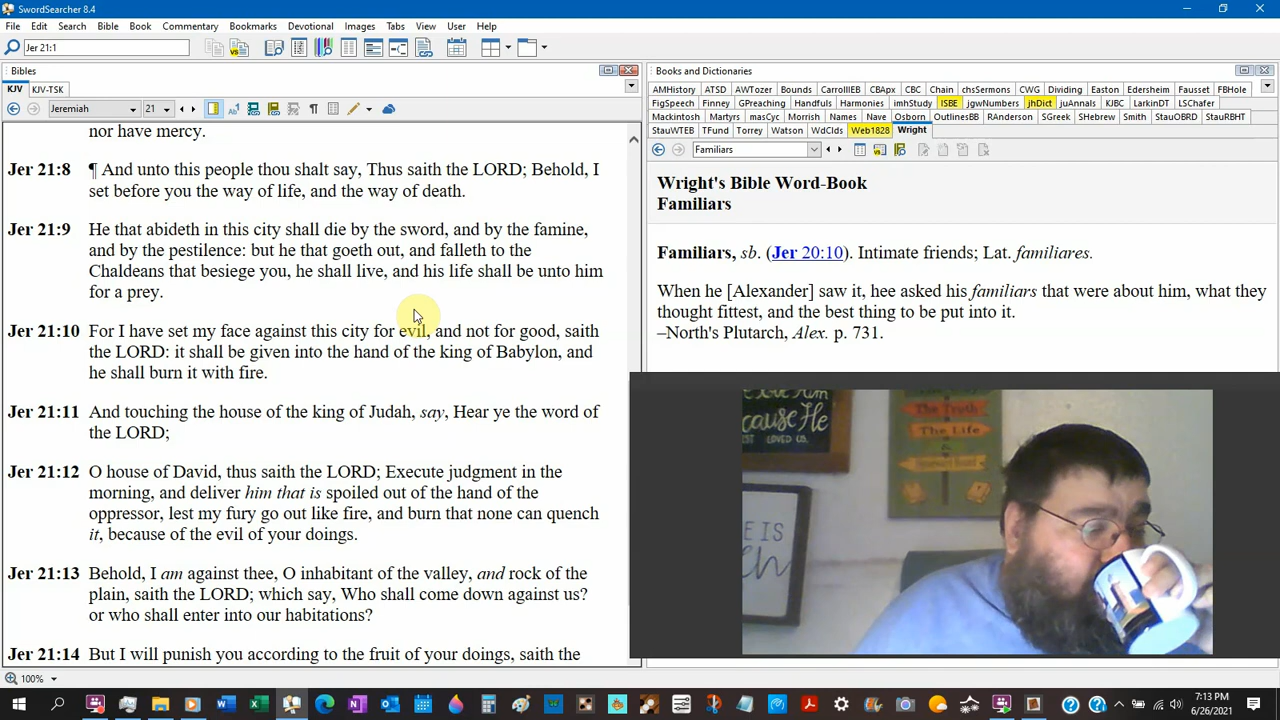 SwordSearcher 8.4
File Edit Search Bible Book Commentary Bookmarks Devotional Images Tabs View User Help
Jer 21:1
Bibles
KJV KJV-TSK
Jeremiah 21
nor have mercy.
Jer 21:8 ¶ And unto this people thou shalt say, Thus saith the LORD; Behold, I
set before you the way of life, and the way of death.
Jer 21:9 He that abideth in this city shall die by the sword, and by the famine,
and by the pestilence: but he that goeth out, and falleth to the
Chaldeans that besiege you, he shall live, and his life shall be unto him
for a prey.
Jer 21:10 For I have set my face against this city for evil, and not for good, saith
the LORD: it shall be given into the hand of the king of Babylon, and
he shall burn it with fire.
Jer 21:11 And touching the house of the king of Judah, say, Hear ye the word of
the LORD;
Jer 21:12 O house of David, thus saith the LORD; Execute judgment in the
morning, and deliver him that is spoiled out of the hand of the
oppressor, lest my fury go out like fire, and burn that none can quench
it, because of the evil of your doings.
Jer 21:13 Behold, I am against thee, O inhabitant of the valley, and rock of the
plain, saith the LORD; which say, Who shall come down against us?
or who shall enter into our habitations?
Jer 21:14 But I will punish you according to the fruit of your doings, saith the
100%
Books and Dictionaries
AMHistory ATSD AWTozer Bounds CarrollIEB CBApx CBC Chain chsSermons CWG Dividing Easton Edersheim Fausset FBHole
FigSpeech Finney GPreaching Handfuls Harmonies imhStudy ISBE jgwNumbers jhDict juAnnals KJBC LarkinDT LSChafer
Mackintosh Martyrs masCyc Morrish Names Nave Osborn OutlinesBB RAnderson SGreek SHebrew Smith StauOBRD StauRBHT
StauWTEB TFund Torrey Watson WdClds Web1828 Wright
Familiars
Wright's Bible Word-Book
Familiars
Familiars, sb. (Jer 20:10). Intimate friends; Lat. familiares.
When he [Alexander] saw it, hee asked his familiars that were about him, what they
thought fittest, and the best thing to be put into it.
–North's Plutarch, Alex. p. 731.
cause He
LOVED US.
The Truth
The Life
7:13 PM
6/26/2021